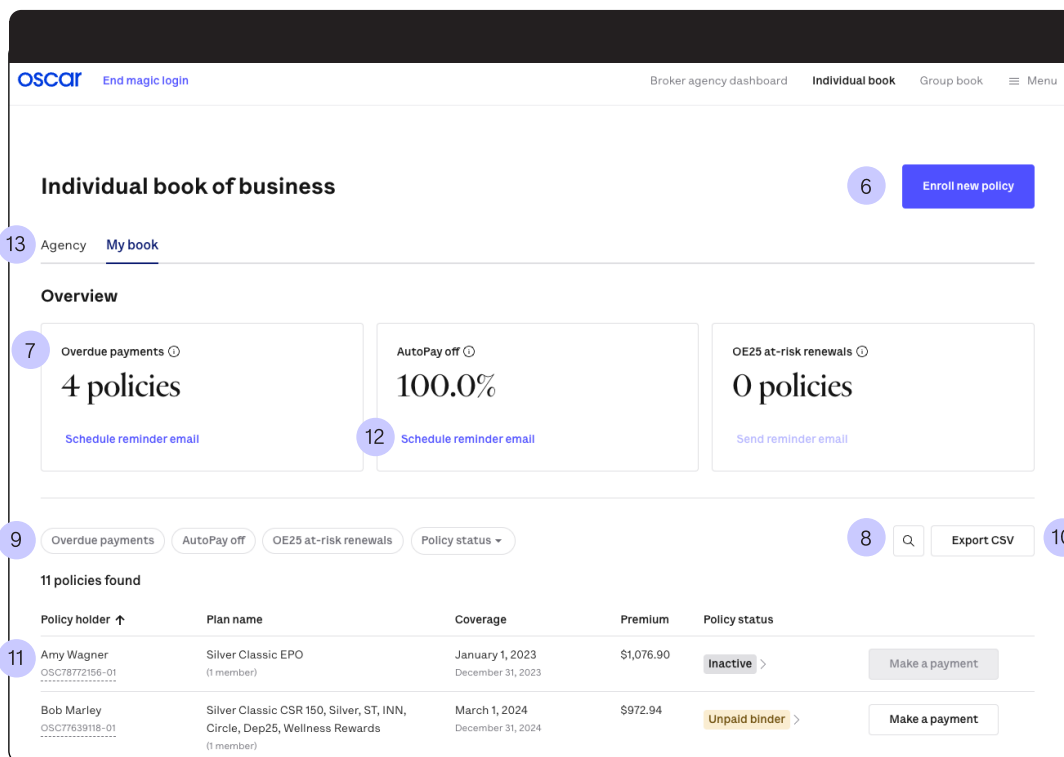 oscar End magic login Broker agency dashboard Individual book Group book Menu
Individual book of business 6 Enroll new policy
13 Agency My book
Overview
7 Overdue payments AutoPay off OE25 at-risk renewals
4 policies 100.0% 0 policies
Schedule reminder email 12 Schedule reminder email Send reminder email
9 Overdue payments AutoPay off OE25 at-risk renewals Policy status 8 Export CSV 10
11 policies found
Policy holder Plan name Coverage Premium Policy status
11 Amy Wagner Silver Classic EPO January 1, 2023 $1,076.90 Inactive Make a payment
OSC78772156-01 (1 member) December 31, 2023
Bob Marley Silver Classic CSR 150, Silver, ST, INN, March 1, 2024 $972.94 Unpaid binder Make a payment
OSC77639118-01 Circle, Dep25, Wellness Rewards December 31, 2024
(1 member)